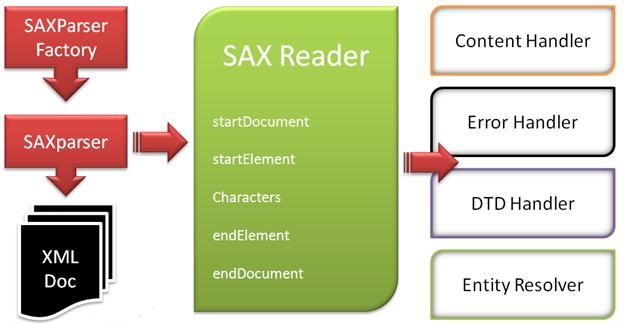 SAXParser
Factory
SAXparser
XML
Doc
SAX Reader
startDocument
startElement
Characters
endElement
endDocument
Content Handler
Error Handler
DTD Handler
Entity Resolver